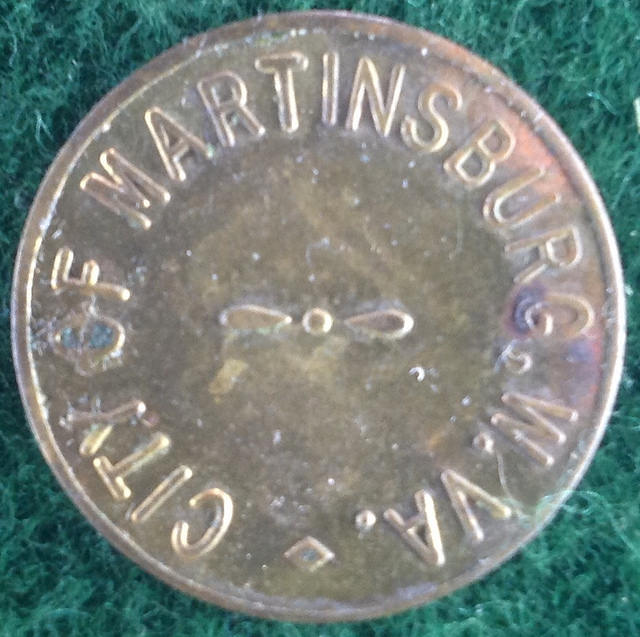 CITY OF MARTINSBURG, W. VA.